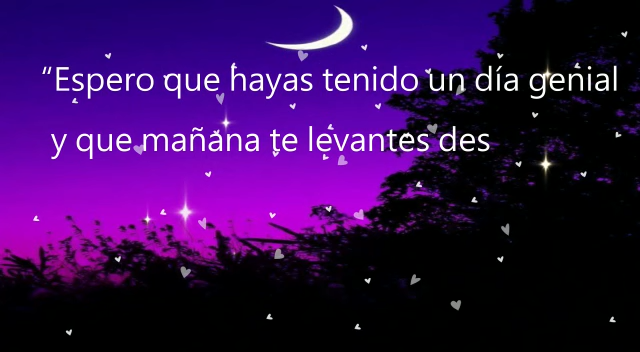 “Espero que hayas tenido un día genial
y que mañana te levantes des